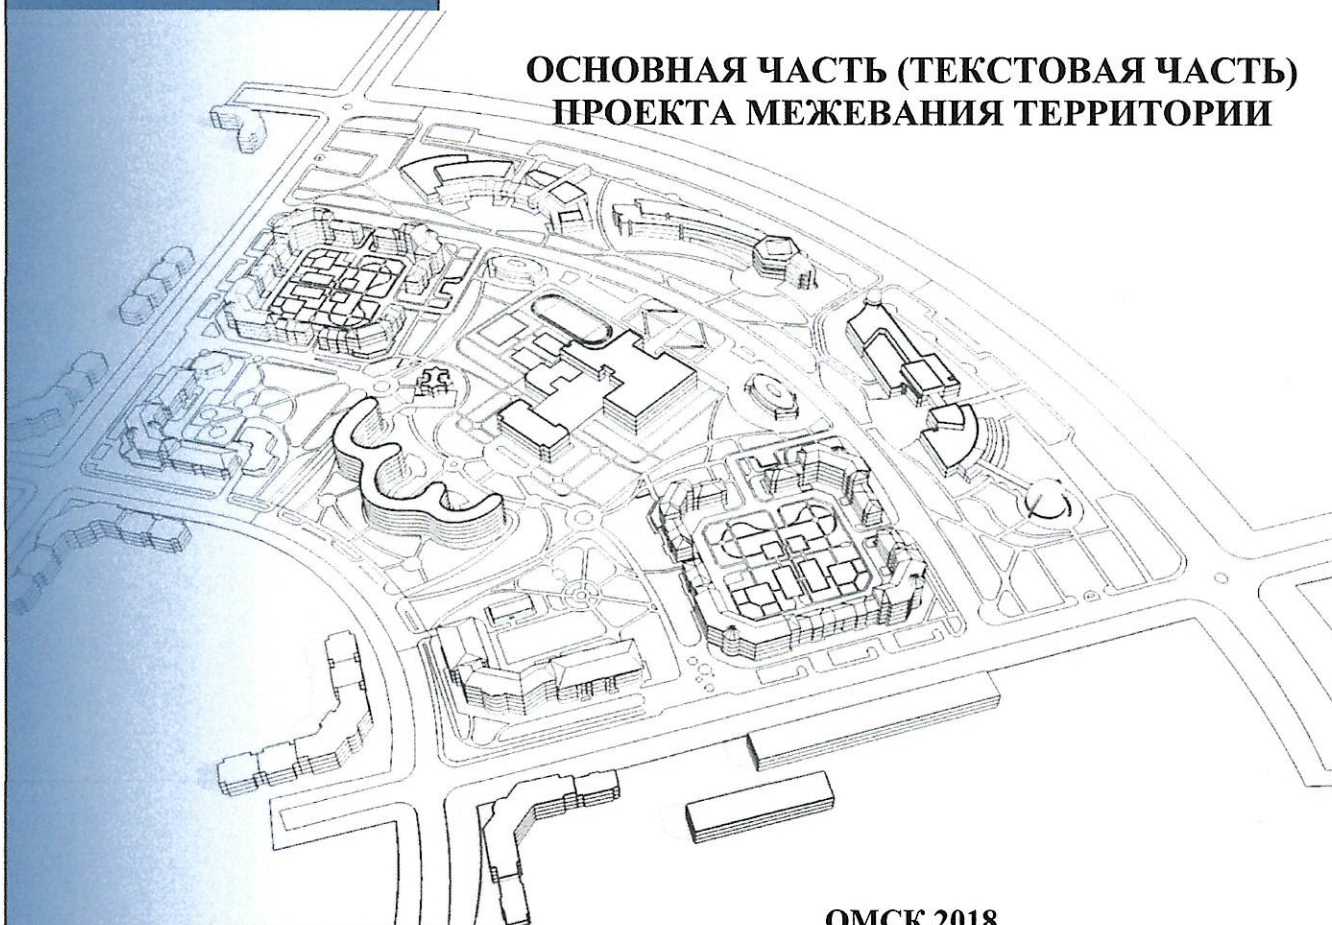 ОСНОВНАЯ ЧАСТЬ (ТЕКСТОВАЯ ЧАСТЬ)
ПРОЕКТА МЕЖЕВАНИЯ ТЕРРИТОРИИ
ОМСК 2018